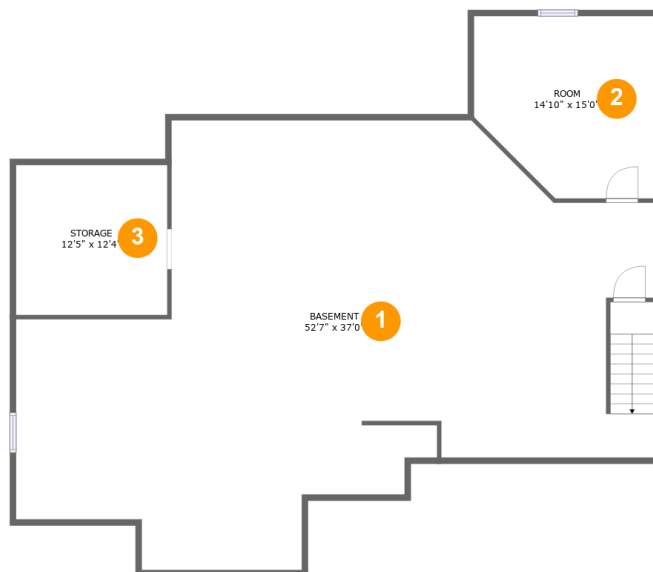 ROOM
2
14'10" x 15'0"
STORAGE
3
12'5" x 12'4"
BASEMENT
1
52'7" x 37'0